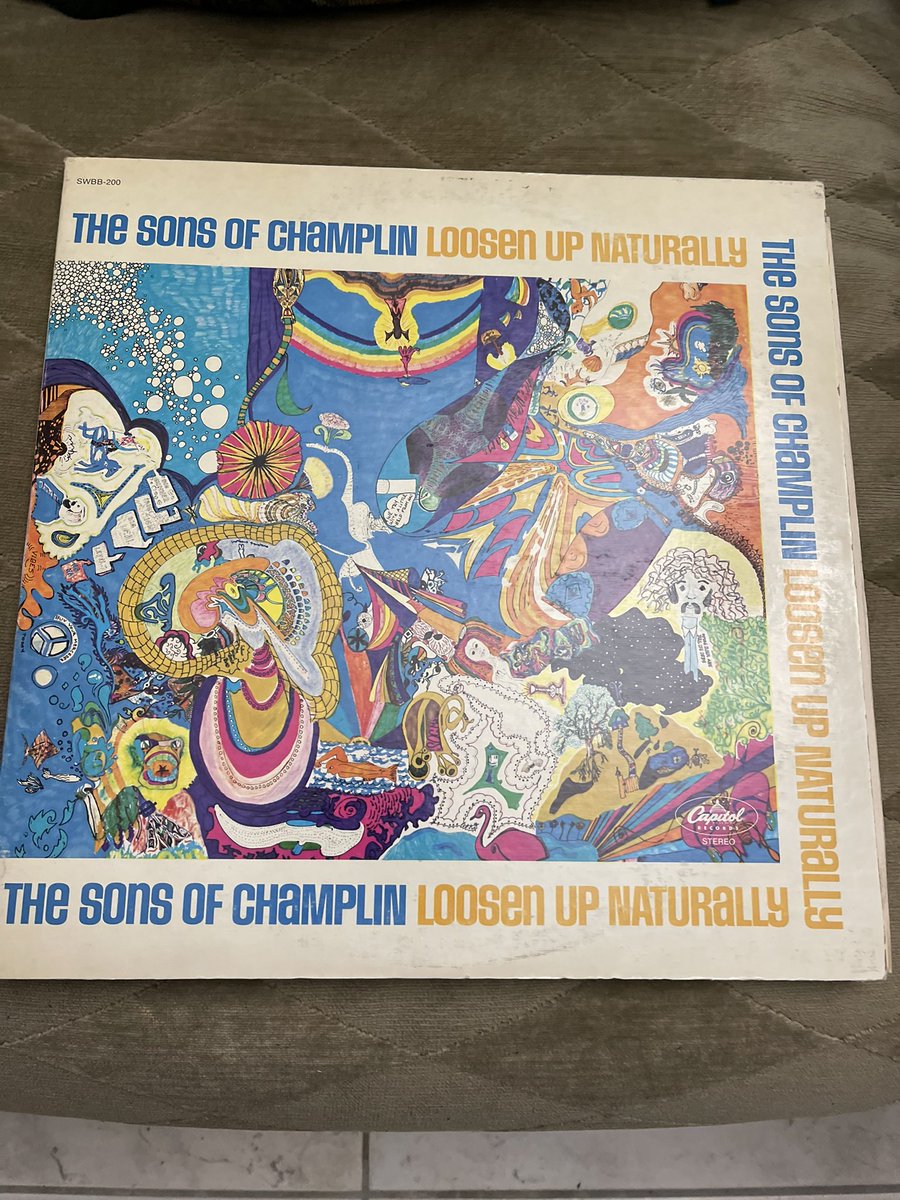 SWBB-200
THE SONS OF CHAMPLIN LOOSEN UP NATURALLY
THE SONS OF CHAMPLIN LOOSEN UP NATURALLY
Capitol
RECORDS
STEREO
THE SONS OF CHAMPLIN LOOSEN UP NATURALLY